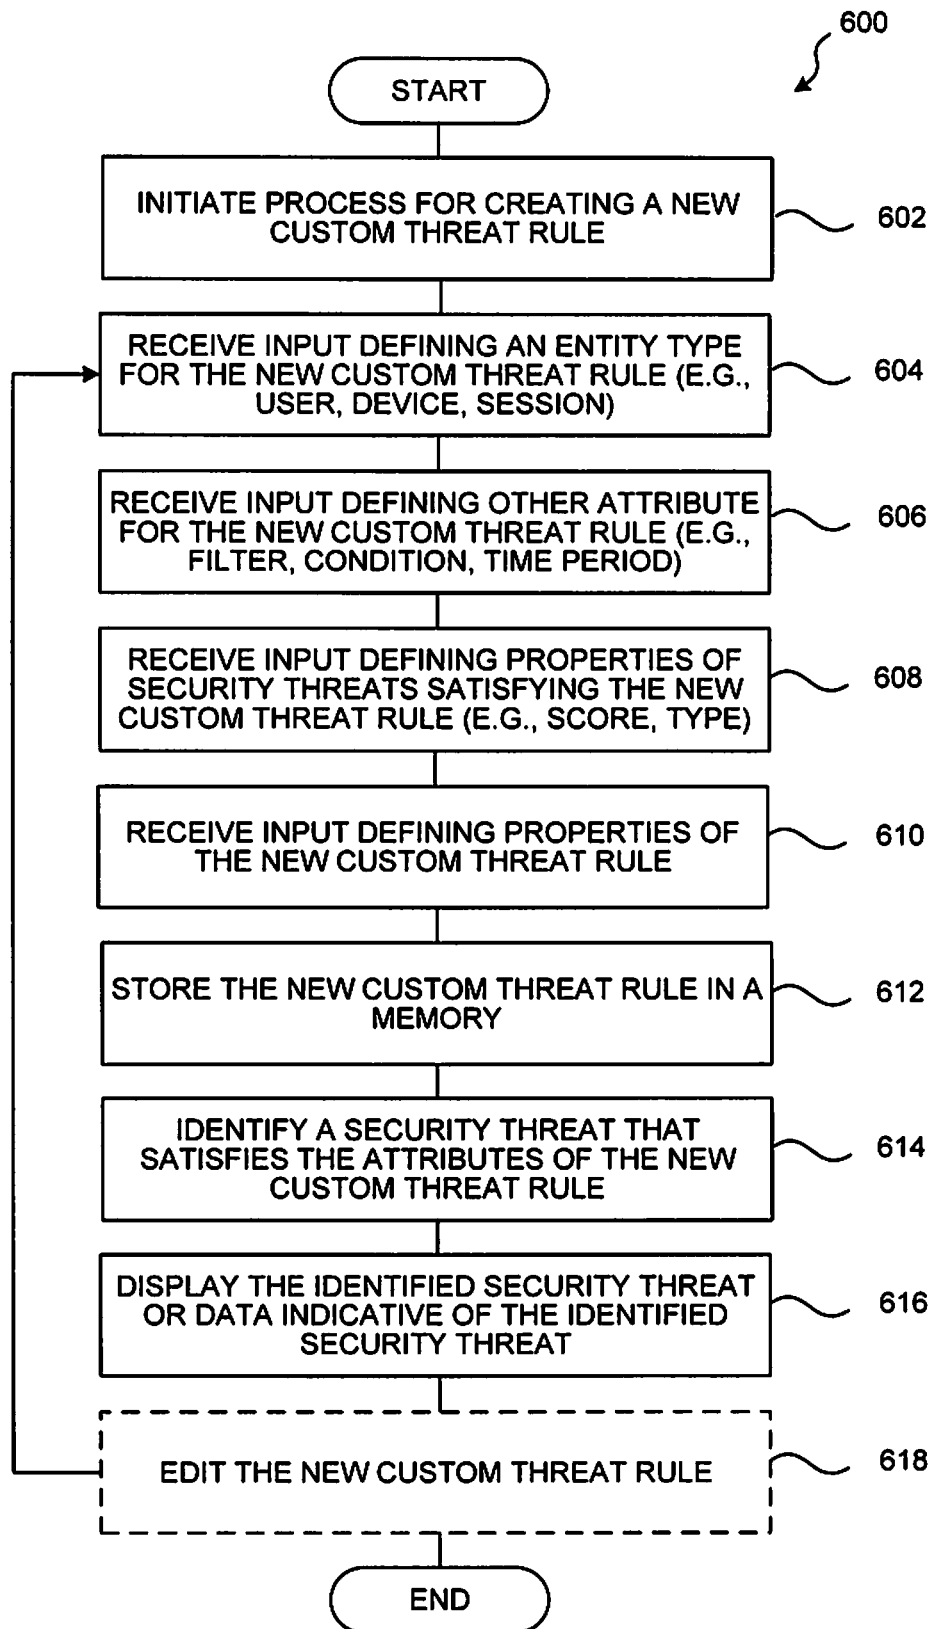 600
START
INITIATE PROCESS FOR CREATING A NEW
CUSTOM THREAT RULE
602
RECEIVE INPUT DEFINING AN ENTITY TYPE
FOR THE NEW CUSTOM THREAT RULE (E.G.,
USER, DEVICE, SESSION)
604
RECEIVE INPUT DEFINING OTHER ATTRIBUTE
FOR THE NEW CUSTOM THREAT RULE (E.G.,
FILTER, CONDITION, TIME PERIOD)
606
RECEIVE INPUT DEFINING PROPERTIES OF
SECURITY THREATS SATISFYING THE NEW
CUSTOM THREAT RULE (E.G., SCORE, TYPE)
608
RECEIVE INPUT DEFINING PROPERTIES OF
THE NEW CUSTOM THREAT RULE
610
STORE THE NEW CUSTOM THREAT RULE IN A
MEMORY
612
IDENTIFY A SECURITY THREAT THAT
SATISFIES THE ATTRIBUTES OF THE NEW
CUSTOM THREAT RULE
614
DISPLAY THE IDENTIFIED SECURITY THREAT
OR DATA INDICATIVE OF THE IDENTIFIED
SECURITY THREAT
616
EDIT THE NEW CUSTOM THREAT RULE
618
END